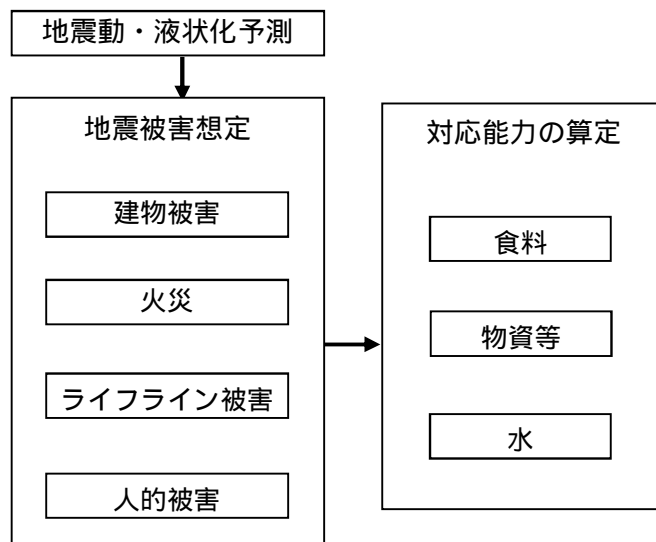 地震動・液状化予測
地震被害想定
建物被害
火災
ライフライン被害
人的被害
対応能力の算定
食料
物資等
水